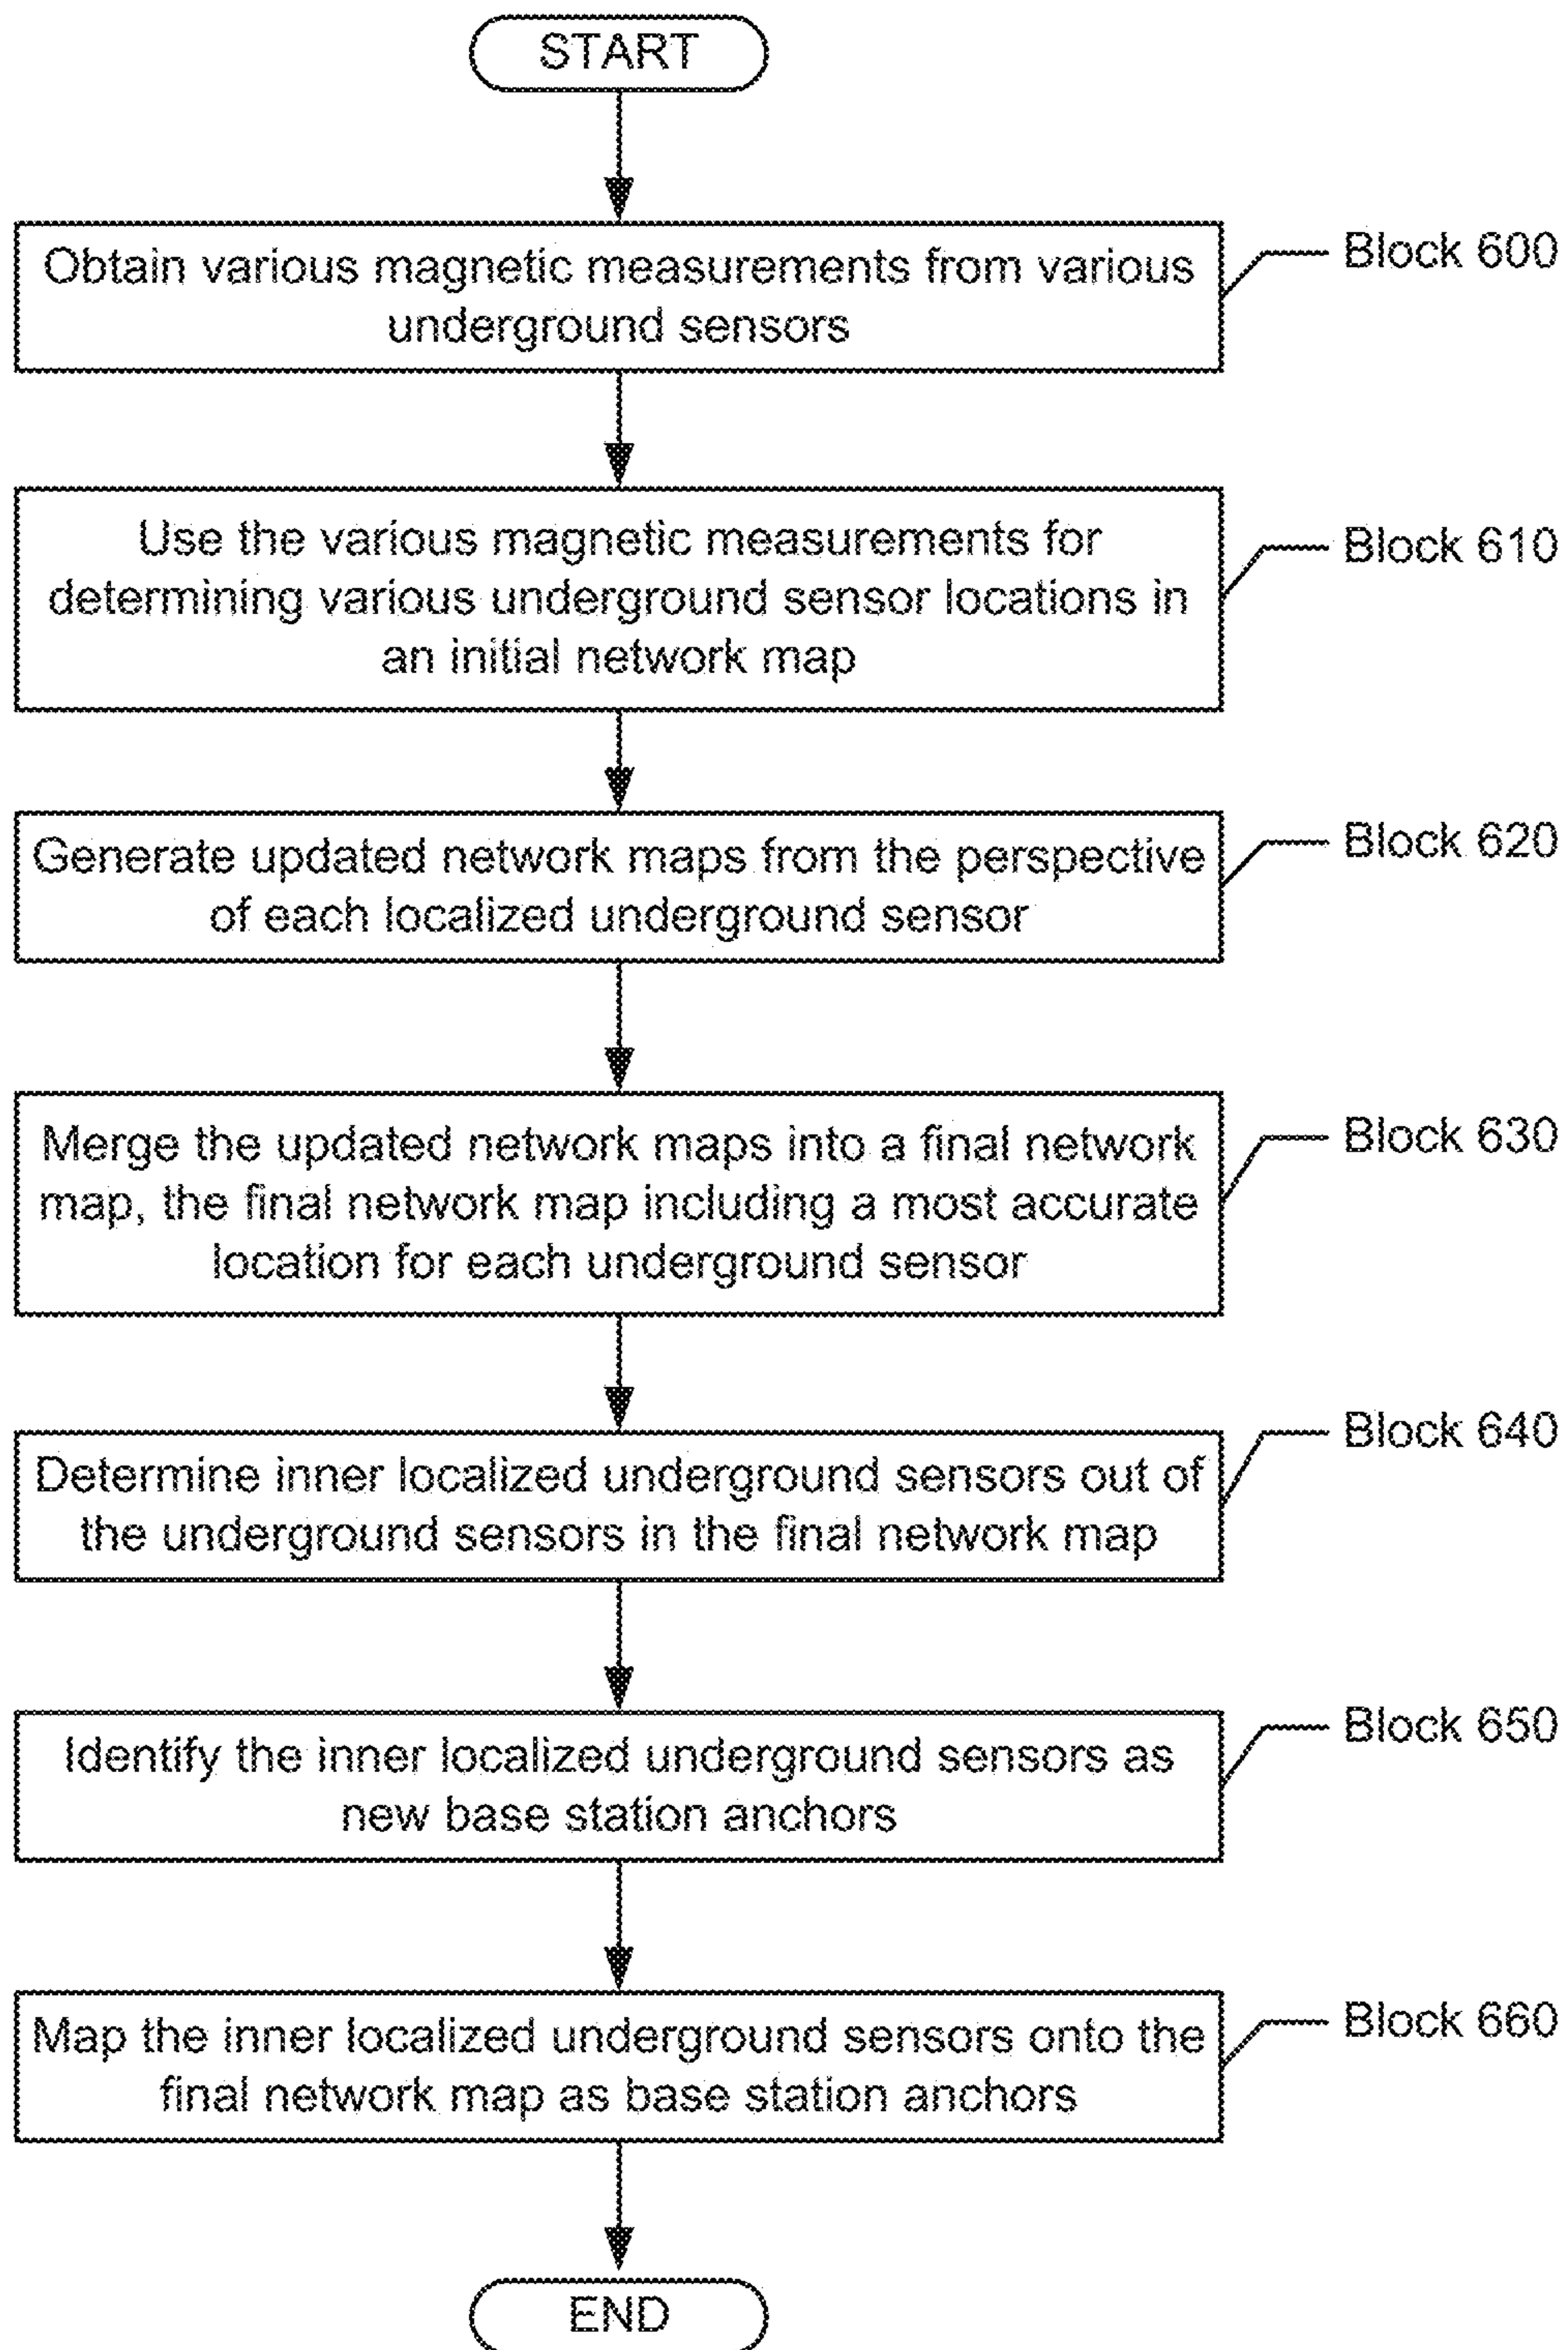 START
Obtain various magnetic measurements from various
underground sensors
Block 600
Use the various magnetic measurements for
determining various underground sensor locations in
an initial network map
Block 610
Generate updated network maps from the perspective
of each localized underground sensor
Block 620
Merge the updated network maps into a final network
map, the final network map including a most accurate
location for each underground sensor
Block 630
Determine inner localized underground sensors out of
the underground sensors in the final network map
Block 640
Identify the inner localized underground sensors as
new base station anchors
Block 650
Map the inner localized underground sensors onto the
final network map as base station anchors
Block 660
END